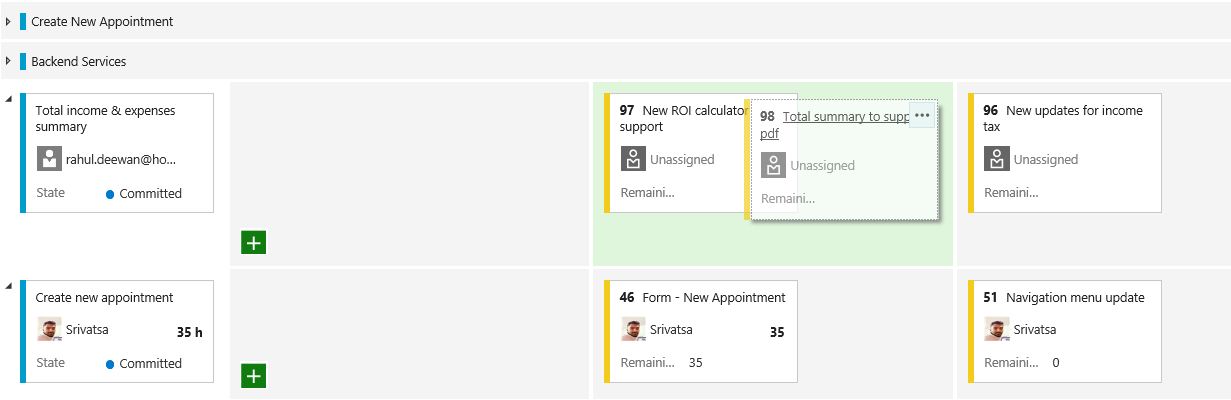 Create New Appointment
Backend Services
Total income & expenses
summary
rahul.deewan@ho...
State Committed
97 New ROI calculator
support
Unassigned
Remaini...
98 Total summary to supp
pdf
Unassigned
Remaini...
96 New updates for income
tax
Unassigned
Remaini...
Create new appointment
Srivatsa 35 h
State Committed
46 Form - New Appointment
Srivatsa 35
Remaini... 35
51 Navigation menu update
Srivatsa
Remaini... 0